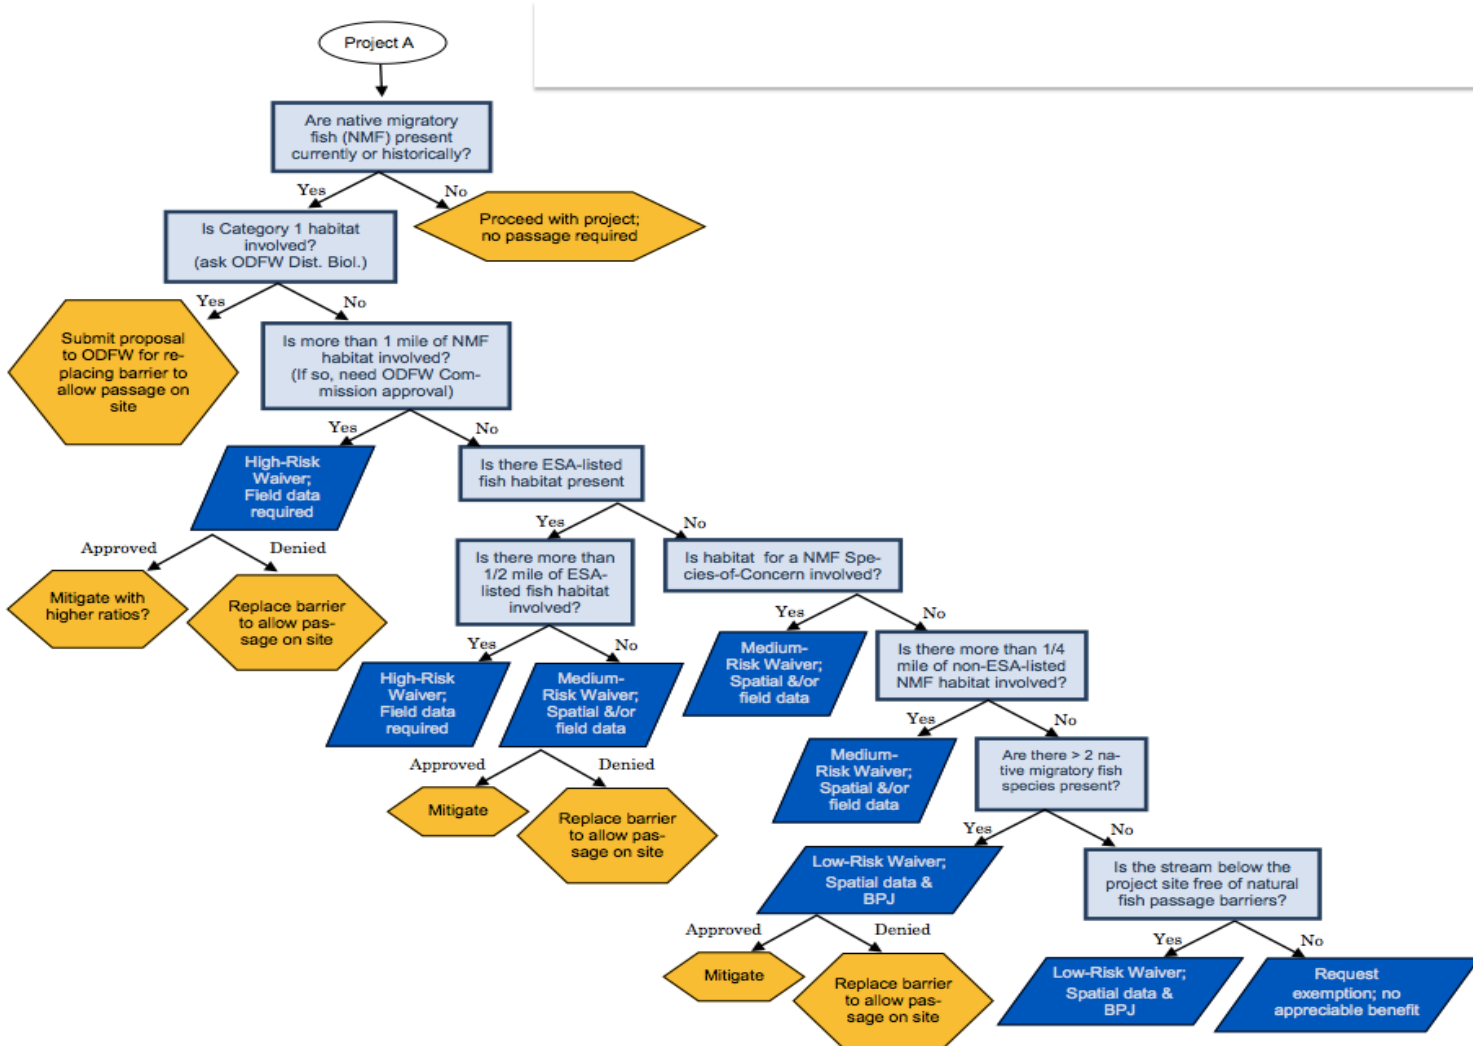 Project A
Are native migratory
fish (NMF) present
currently or historically?
Yes
No
Proceed with project;
no passage required
Is Category 1 habitat
involved?
(ask ODFW Dist. Biol.)
Yes
No
Submit proposal
to ODFW for re-
placing barrier to
allow passage on
site
Is more than 1 mile of NMF
habitat involved?
(If so, need ODFW Com-
mission approval)
Yes
No
High-Risk
Waiver;
Field data
required
Is there ESA-listed
fish habitat present
Approved
Denied
Mitigate with
higher ratios?
Replace barrier
to allow pas-
sage on site
Yes
No
Is there more than
1/2 mile of ESA-
listed fish habitat
involved?
Is habitat for a NMF Spe-
cies-of-Concern involved?
Yes
No
High-Risk
Waiver;
Field data
required
Medium-
Risk Waiver;
Spatial &/or
field data
Yes
No
Medium-
Risk Waiver;
Spatial &/or
field data
Is there more than 1/4
mile of non-ESA-listed
NMF habitat involved?
Approved
Denied
Mitigate
Replace barrier
to allow pas-
sage on site
Yes
No
Medium-
Risk Waiver;
Spatial &/or
field data
Are there > 2 na-
tive migratory fish
species present?
Yes
No
Low-Risk Waiver;
Spatial data &
BPJ
Is the stream below the
project site free of natural
fish passage barriers?
Approved
Denied
Mitigate
Replace barrier
to allow pas-
sage on site
Yes
No
Low-Risk Waiver;
Spatial data &
BPJ
Request
exemption; no
appreciable benefit